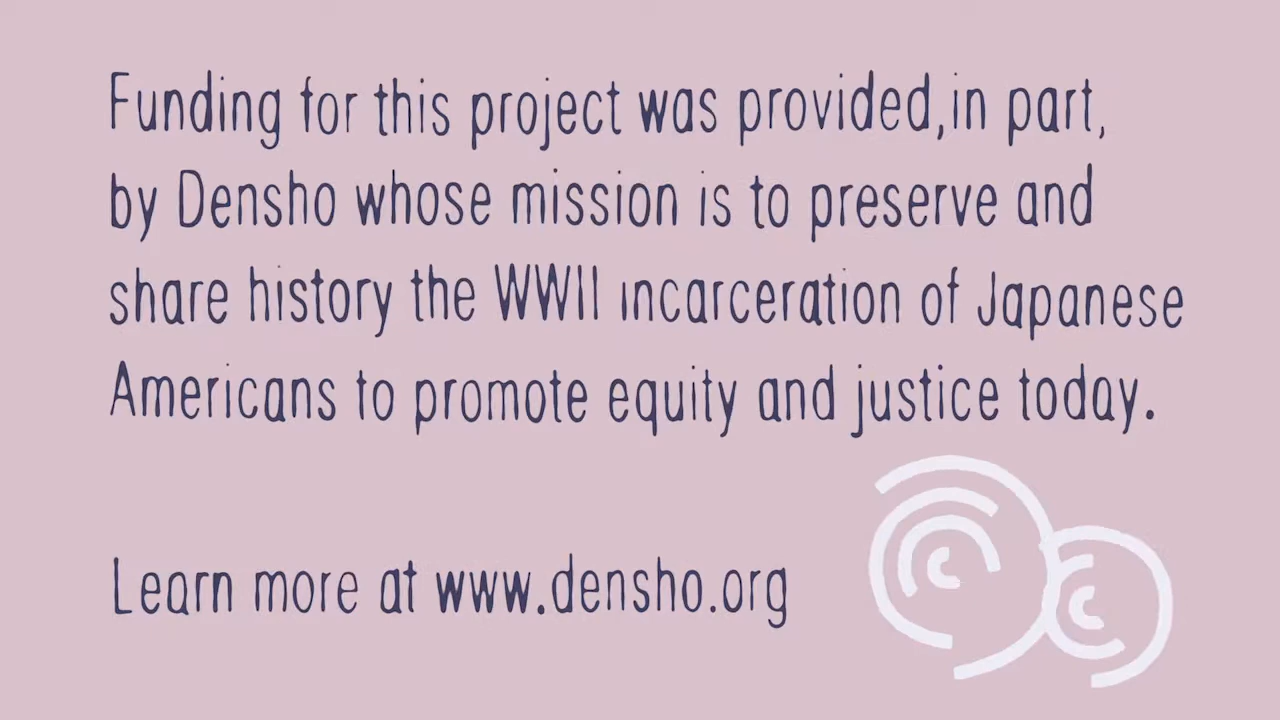 Funding for this project was provided,in part,
by Densho whose mission is to preserve and
share history the WWII incarceration of Japanese
Americans to promote equity and justice today.
Learn more at www.densho.org